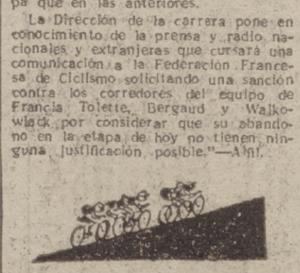 pa que en las anteriores.
La Dirección de la carrera pone en
conocimiento de la prensa y radio na-
cionales y extranjeras que cursará una
comunicación a la Federación France-
sa de Ciclismo solicitando una sanción
contra los corredores del equipo de
Francia Tolette, Bergaud y Walko-
wiack por considerar que su abando-
no en la etapa de hoy no tienen nin-
guna justificación posible."—Alfil.